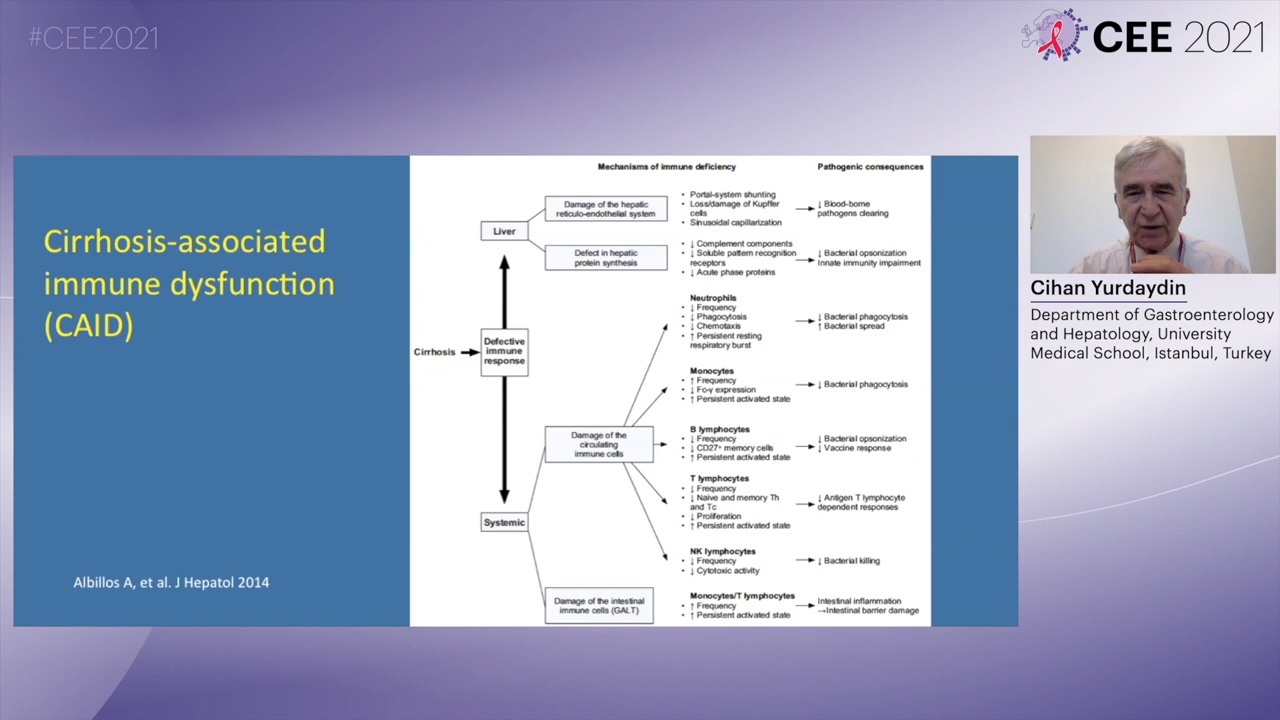 #CEE2021
CEE 2021
Cirrhosis-associated
immune dysfunction
(CAID)
Albillos A, et al. J Hepatol 2014
Mechanisms of immune deficiency
Pathogenic consequences
Cirrhosis
Defective
immune
response
Liver
Damage of the hepatic
reticulo-endothelial system
• Portal-system shunting
• Loss/damage of Kupffer
cells
• Sinusoidal capillarization
↓ Blood-borne
pathogens clearing
Defect in hepatic
protein synthesis
• ↓ Complement components
• ↓ Soluble pattern recognition
receptors
• ↓ Acute phase proteins
↓ Bacterial opsonization
Innate immunity impairment
Systemic
Damage of the
circulating
immune cells
Neutrophils
• ↓ Frequency
• ↓ Phagocytosis
• ↓ Chemotaxis
• ↑ Persistent resting
respiratory burst
↓ Bacterial phagocytosis
↑ Bacterial spread
Monocytes
• ↑ Frequency
• ↓ Fc-γ expression
• ↑ Persistent activated state
↓ Bacterial phagocytosis
B lymphocytes
• ↓ Frequency
• ↓ CD27+ memory cells
• ↑ Persistent activated state
↓ Bacterial opsonization
↓ Vaccine response
T lymphocytes
• ↓ Frequency
• ↓ Naive and memory Th
and Tc
• ↓ Proliferation
• ↑ Persistent activated state
↓ Antigen T lymphocyte
dependent responses
NK lymphocytes
• ↓ Frequency
• ↓ Cytotoxic activity
↓ Bacterial killing
Damage of the intestinal
immune cells (GALT)
Monocytes/T lymphocytes
• ↑ Frequency
• ↑ Persistent activated state
Intestinal inflammation
→Intestinal barrier damage
Cihan Yurdaydin
Department of Gastroenterology
and Hepatology, University
Medical School, Istanbul, Turkey